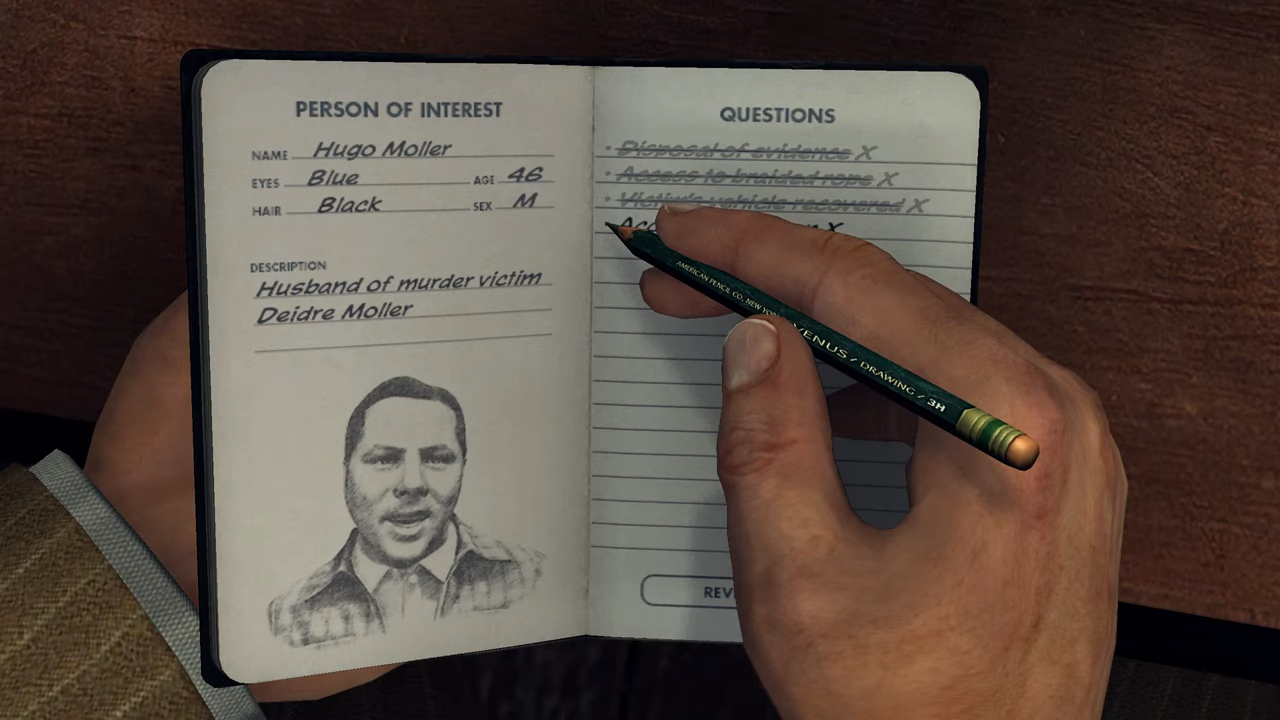 PERSON OF INTEREST
NAME Hugo Moller
EYES Blue AGE 46
HAIR Black SEX M
DESCRIPTION
Husband of murder victim
Deidre Moller
QUESTIONS
• Disposal of evidence X
• Access to braided rope X
• Victim's vehicle recovered X
X
AMERICAN PENCIL CO. NEW YORK VENUS / DRAWING / 3H